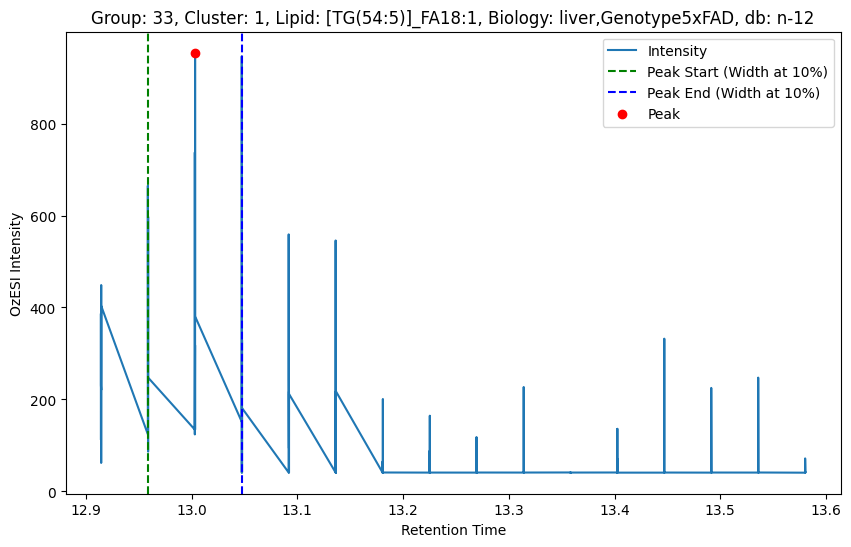 Group: 33, Cluster: 1, Lipid: [TG(54:5)]_FA18:1, Biology: liver,Genotype5xFAD, db: n-12
Intensity
Peak Start (Width at 10%)
Peak End (Width at 10%)
Peak
OzESI Intensity
800
600
400
200
0
12.9 13.0 13.1 13.2 13.3 13.4 13.5 13.6
Retention Time